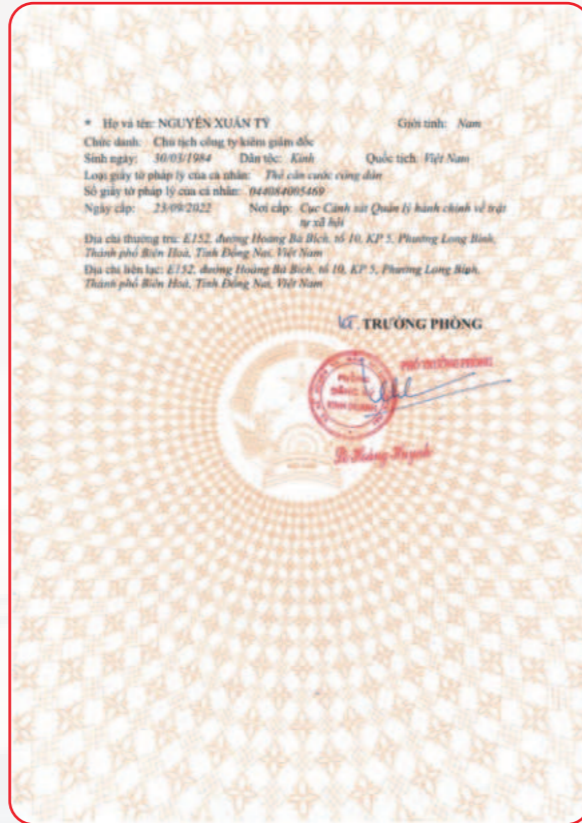 * Họ và tên: NGUYỄN XUÂN TÝ Giới tính: Nam
Chức danh: Chủ tịch công ty kiêm giám đốc
Sinh ngày: 30/03/1984 Dân tộc: Kinh Quốc tịch: Việt Nam
Loại giấy tờ pháp lý của cá nhân: Thẻ căn cước công dân
Số giấy tờ pháp lý của cá nhân: 044084005469
Ngày cấp: 23/09/2022 Nơi cấp: Cục Cảnh sát Quản lý hành chính về trật
tự xã hội
Địa chỉ thường trú: E152, đường Hoàng Bá Bích, tổ 10, KP 5, Phường Long Bình,
Thành phố Biên Hoà, Tỉnh Đồng Nai, Việt Nam
Địa chỉ liên lạc: E152, đường Hoàng Bá Bích, tổ 10, KP 5, Phường Long Bình,
Thành phố Biên Hoà, Tỉnh Đồng Nai, Việt Nam
KT TRƯỞNG PHÒNG
PHÓ TRƯỞNG PHÒNG
PHÒNG
ĐĂNG KÝ
KINH DOANH